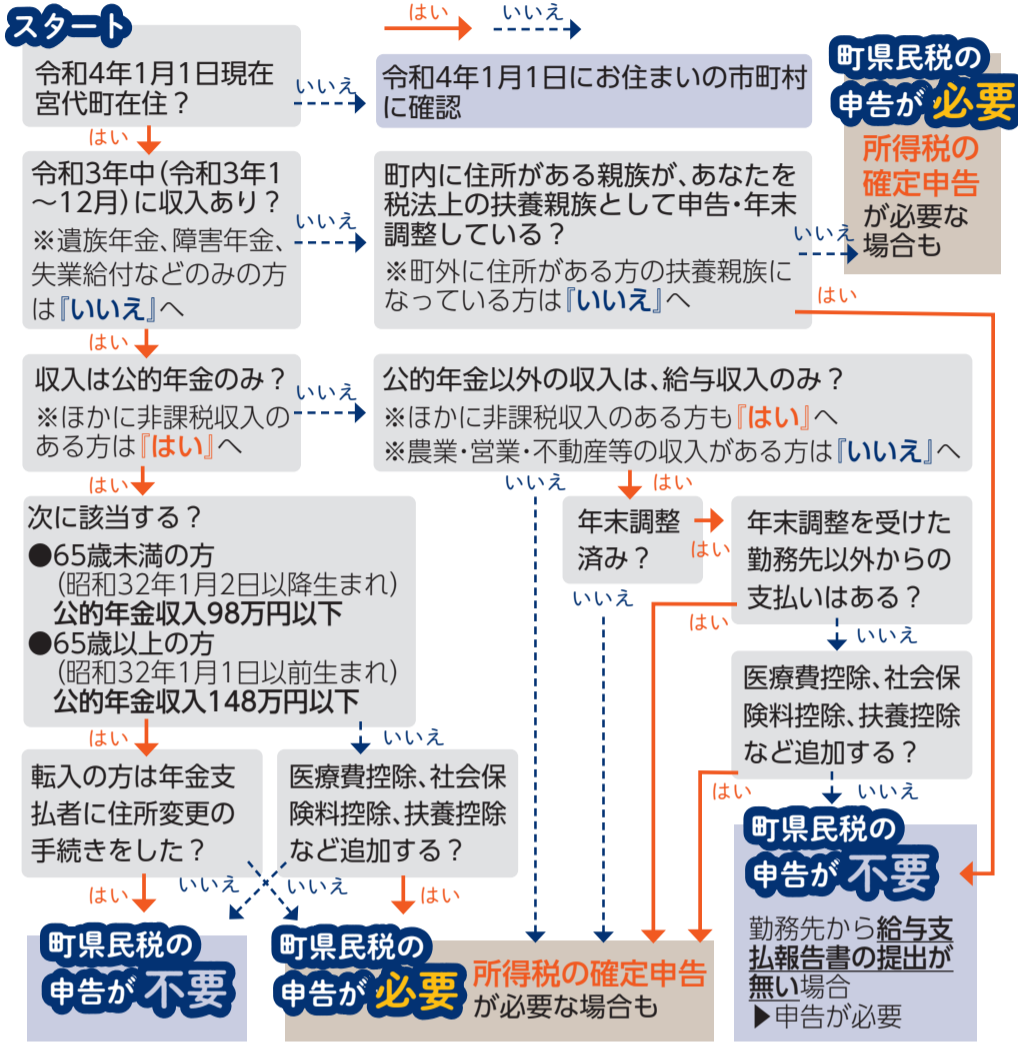 スタート
はい
いいえ
令和4年1月1日現在
宮代町在住？
いいえ
令和4年1月1日にお住まいの市町村
に確認
はい
町県民税の
申告が必要
所得税の
確定申告
が必要な
場合も
令和3年中（令和3年1
～12月）に収入あり？
※遺族年金、障害年金、
失業給付などのみの方
は『いいえ』へ
いいえ
町内に住所がある親族が、あなたを
税法上の扶養親族として申告・年末
調整している？
※町外に住所がある方の扶養親族に
なっている方は『いいえ』へ
いいえ
はい
はい
収入は公的年金のみ？
※ほかに非課税収入の
ある方は『はい』へ
いいえ
公的年金以外の収入は、給与収入のみ？
※ほかに非課税収入のある方も『はい』へ
※農業・営業・不動産等の収入がある方は『いいえ』へ
はい
いいえ
はい
次に該当する？
●65歳未満の方
（昭和32年1月2日以降生まれ）
公的年金収入98万円以下
●65歳以上の方
（昭和32年1月1日以前生まれ）
公的年金収入148万円以下
年末調整
済み？
はい
いいえ
年末調整を受けた
勤務先以外からの
支払いはある？
はい
いいえ
医療費控除、社会保
険料控除、扶養控除
など追加する？
はい
いいえ
はい
いいえ
転入の方は年金支
払者に住所変更の
手続きをした？
医療費控除、社会保
険料控除、扶養控除
など追加する？
はい
いいえ
いいえ
はい
町県民税の
申告が不要
町県民税の
申告が必要
所得税の確定申告
が必要な場合も
町県民税の
申告が不要
勤務先から給与支
払報告書の提出が
無い場合
▶申告が必要